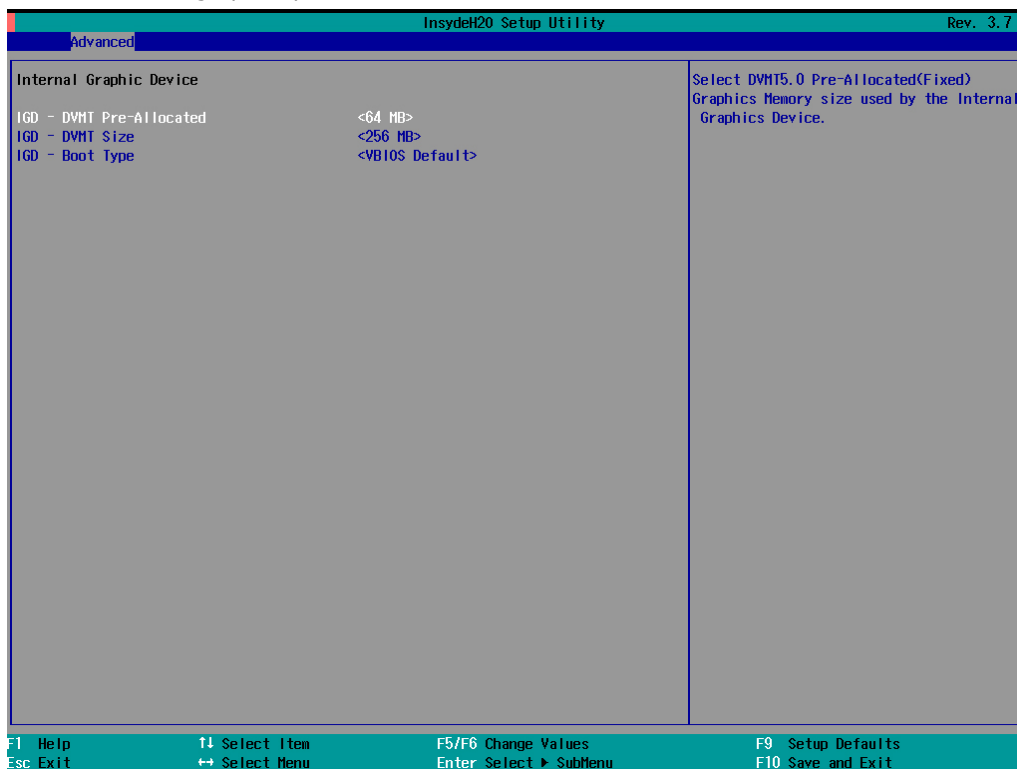 InsydeH2O Setup Utility Rev. 3.7
Advanced
Internal Graphic Device
Select DVMT5.0 Pre-Allocated(Fixed)
Graphics Memory size used by the Internal
Graphics Device.
IGD - DVMT Pre-Allocated <64 MB>
IGD - DVMT Size <256 MB>
IGD - Boot Type <VBIOS Default>
F1 Help ↑↓ Select Item F5/F6 Change Values F9 Setup Defaults
Esc Exit ↔ Select Menu Enter Select ▶ SubMenu F10 Save and Exit